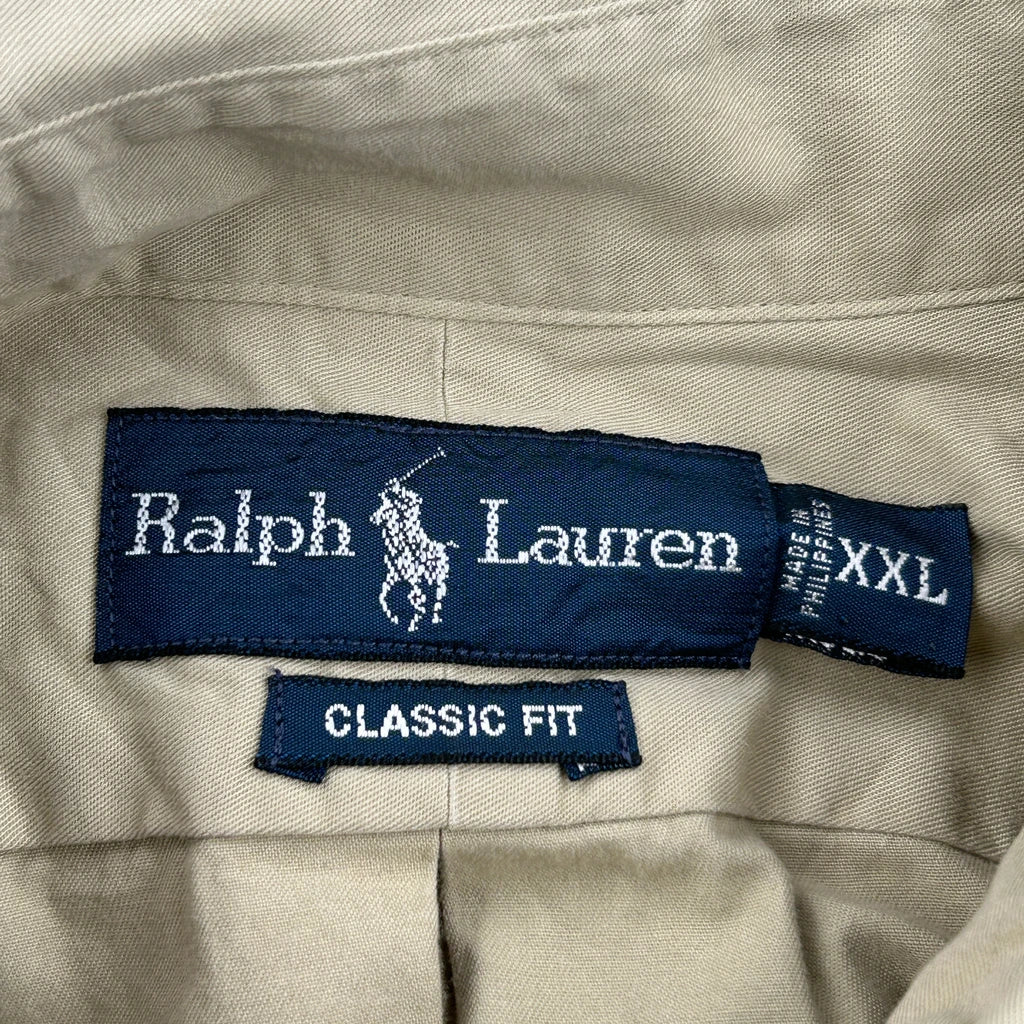 Ralph Lauren
MADE IN
PHILIPPINES
XXL
CLASSIC FIT